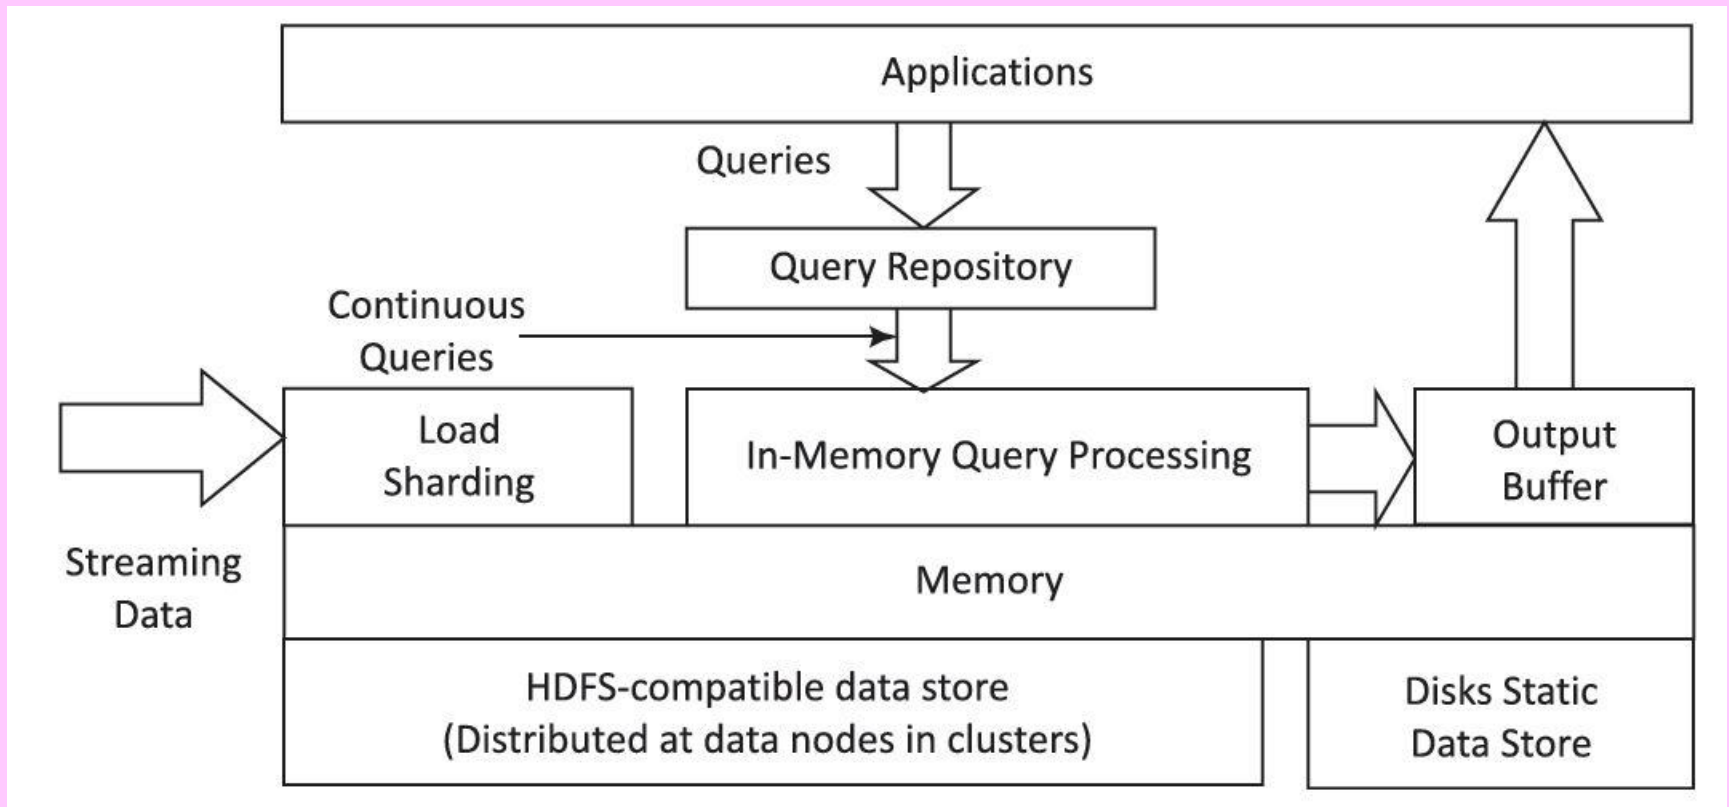 Applications
Queries
Query Repository
Continuous
Queries
Load
Sharding
In-Memory Query Processing
Output
Buffer
Streaming
Data
Memory
HDFS-compatible data store
(Distributed at data nodes in clusters)
Disks Static
Data Store